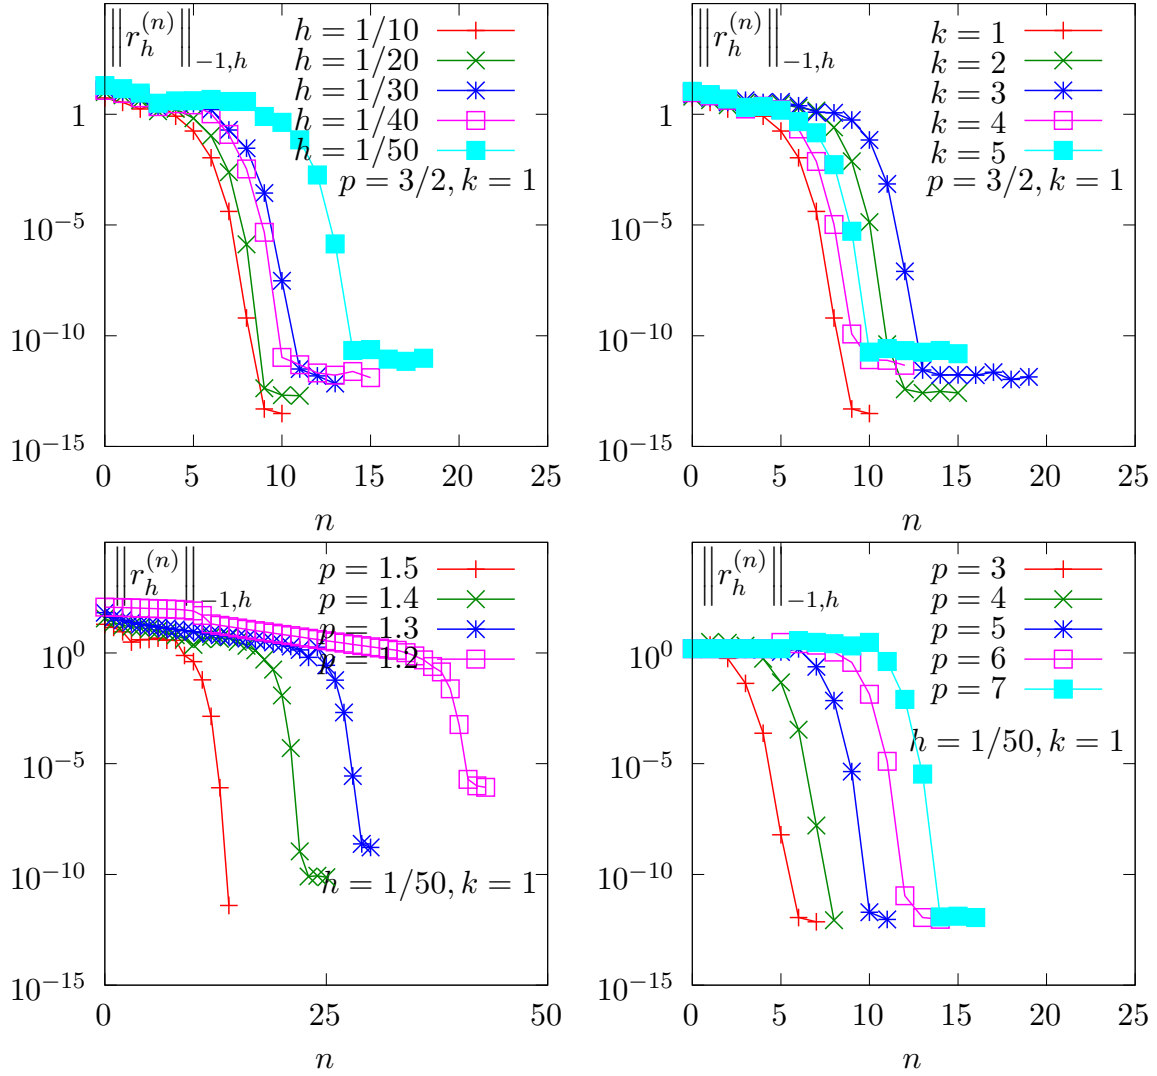 ‖r_h^{(n)}‖_{−1,h}
h = 1/10
h = 1/20
h = 1/30
h = 1/40
h = 1/50
p = 3/2, k = 1
1
10^{−5}
10^{−10}
10^{−15}
0 5 10 15 20 25
n
‖r_h^{(n)}‖_{−1,h}
k = 1
k = 2
k = 3
k = 4
k = 5
p = 3/2, k = 1
1
10^{−5}
10^{−10}
10^{−15}
0 5 10 15 20 25
n
‖r_h^{(n)}‖_{−1,h}
p = 1.5
p = 1.4
p = 1.3
p = 1.2
h = 1/50, k = 1
10^{0}
10^{−5}
10^{−10}
10^{−15}
0 25 50
n
‖r_h^{(n)}‖_{−1,h}
p = 3
p = 4
p = 5
p = 6
p = 7
h = 1/50, k = 1
10^{0}
10^{−5}
10^{−10}
10^{−15}
0 5 10 15 20 25
n